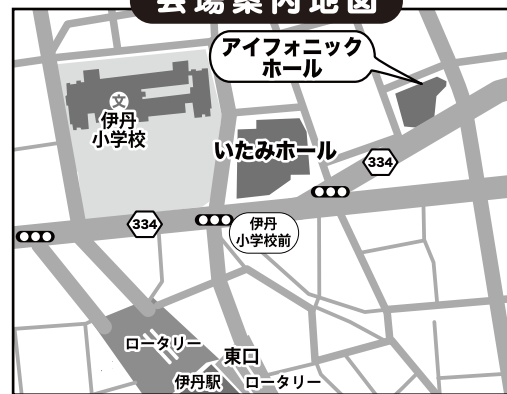 会場案内地図
アイフォニック
ホール
文
伊丹
小学校
いたみホール
334
334
伊丹
小学校前
ロータリー
東口
伊丹駅
ロータリー